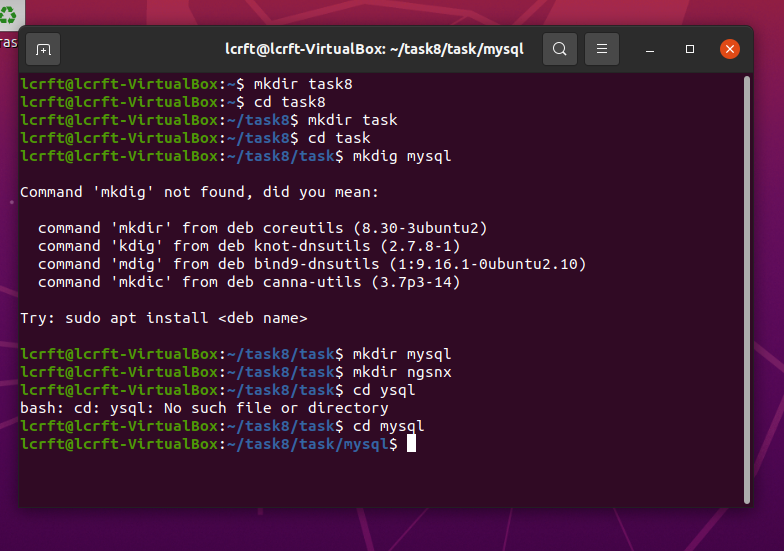 ras
lcrft@lcrft-VirtualBox: ~/task8/task/mysql
lcrft@lcrft-VirtualBox:~$ mkdir task8
lcrft@lcrft-VirtualBox:~$ cd task8
lcrft@lcrft-VirtualBox:~/task8$ mkdir task
lcrft@lcrft-VirtualBox:~/task8$ cd task
lcrft@lcrft-VirtualBox:~/task8/task$ mkdig mysql
Command 'mkdig' not found, did you mean:
command 'mkdir' from deb coreutils (8.30-3ubuntu2)
command 'kdig' from deb knot-dnsutils (2.7.8-1)
command 'mdig' from deb bind9-dnsutils (1:9.16.1-0ubuntu2.10)
command 'mkdic' from deb canna-utils (3.7p3-14)
Try: sudo apt install <deb name>
lcrft@lcrft-VirtualBox:~/task8/task$ mkdir mysql
lcrft@lcrft-VirtualBox:~/task8/task$ mkdir ngsnx
lcrft@lcrft-VirtualBox:~/task8/task$ cd ysql
bash: cd: ysql: No such file or directory
lcrft@lcrft-VirtualBox:~/task8/task$ cd mysql
lcrft@lcrft-VirtualBox:~/task8/task/mysql$